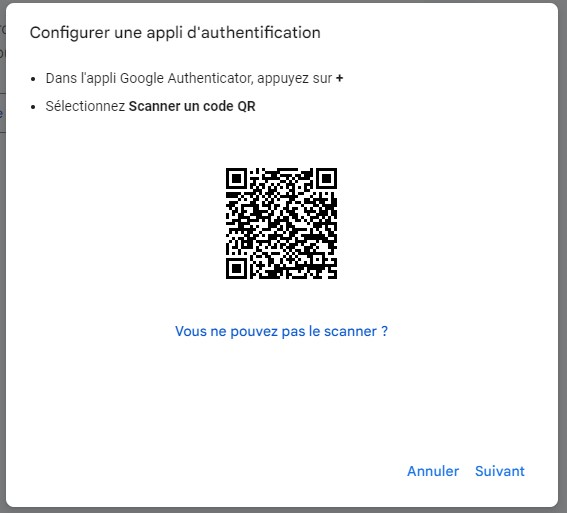 Configurer une appli d'authentification
Dans l'appli Google Authenticator, appuyez sur +
Sélectionnez Scanner un code QR
Vous ne pouvez pas le scanner ?
Annuler Suivant